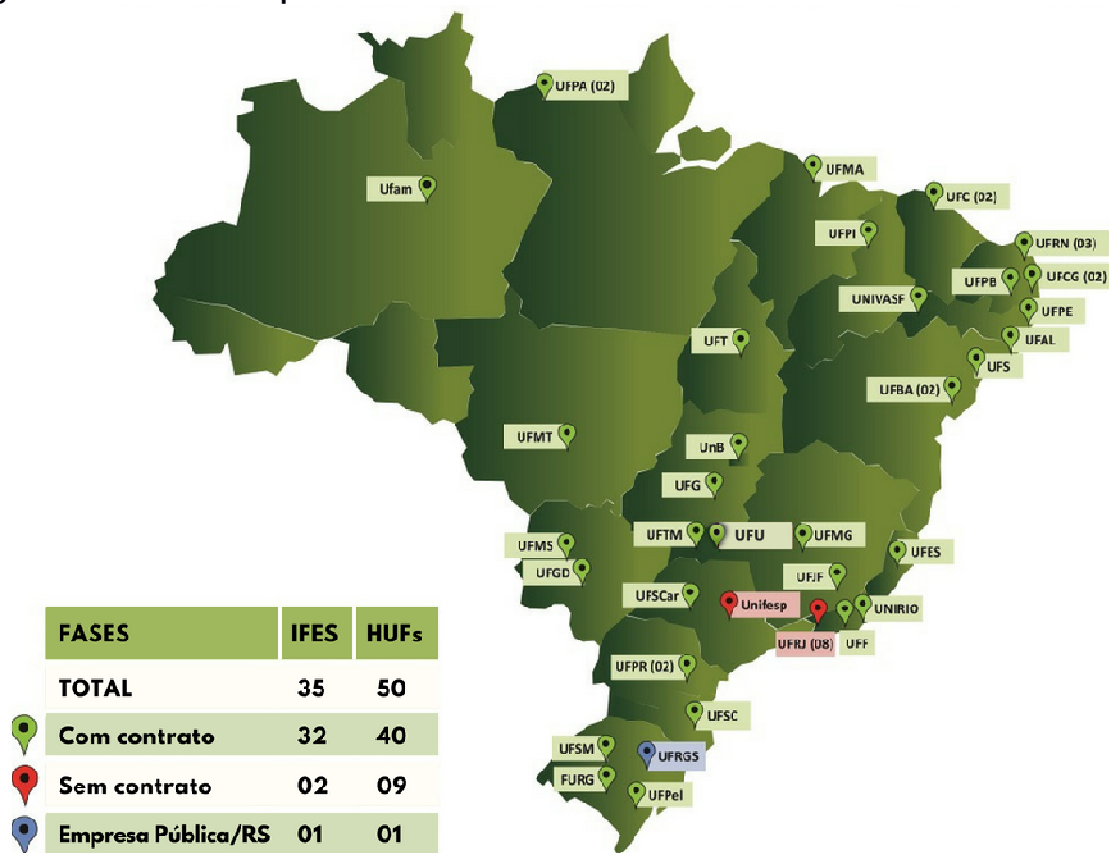 UFPA (02)
Ufam
UFMA
UFC (02)
UFPI
UFRN (03)
UFPB
UFCG (02)
UNIVASF
UFPE
UFT
UFAL
UFS
UFBA (02)
UFMT
UnB
UFG
UFTM
UFU
UFMG
UFMS
UFES
UFGD
UFJF
UFSCar
Unifesp
UNIRIO
UFRJ (08)
UFF
UFPR (02)
UFSC
UFSM
UFRGS
FURG
UFPel
FASES IFES HUFs
TOTAL 35 50
Com contrato 32 40
Sem contrato 02 09
Empresa Pública/RS 01 01